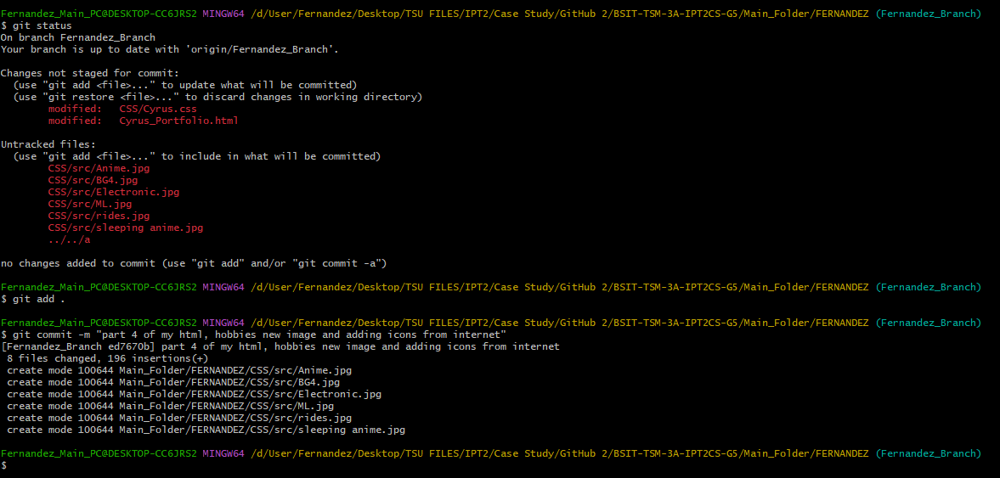 Fernandez_Main_PC@DESKTOP-CC6JRS2 MINGW64 /d/User/Fernandez/Desktop/TSU FILES/IPT2/Case Study/GitHub 2/BSIT-TSM-3A-IPT2CS-G5/Main_Folder/FERNANDEZ (Fernandez_Branch)
$ git status
On branch Fernandez_Branch
Your branch is up to date with 'origin/Fernandez_Branch'.
Changes not staged for commit:
(use "git add <file>..." to update what will be committed)
(use "git restore <file>..." to discard changes in working directory)
modified: CSS/Cyrus.css
modified: Cyrus_Portfolio.html
Untracked files:
(use "git add <file>..." to include in what will be committed)
CSS/src/Anime.jpg
CSS/src/BG4.jpg
CSS/src/Electronic.jpg
CSS/src/ML.jpg
CSS/src/rides.jpg
CSS/src/sleeping anime.jpg
../../a
no changes added to commit (use "git add" and/or "git commit -a")
Fernandez_Main_PC@DESKTOP-CC6JRS2 MINGW64 /d/User/Fernandez/Desktop/TSU FILES/IPT2/Case Study/GitHub 2/BSIT-TSM-3A-IPT2CS-G5/Main_Folder/FERNANDEZ (Fernandez_Branch)
$ git add .
Fernandez_Main_PC@DESKTOP-CC6JRS2 MINGW64 /d/User/Fernandez/Desktop/TSU FILES/IPT2/Case Study/GitHub 2/BSIT-TSM-3A-IPT2CS-G5/Main_Folder/FERNANDEZ (Fernandez_Branch)
$ git commit -m "part 4 of my html, hobbies new image and adding icons from internet"
[Fernandez_Branch ed7670b] part 4 of my html, hobbies new image and adding icons from internet
8 files changed, 196 insertions(+)
create mode 100644 Main_Folder/FERNANDEZ/CSS/src/Anime.jpg
create mode 100644 Main_Folder/FERNANDEZ/CSS/src/BG4.jpg
create mode 100644 Main_Folder/FERNANDEZ/CSS/src/Electronic.jpg
create mode 100644 Main_Folder/FERNANDEZ/CSS/src/ML.jpg
create mode 100644 Main_Folder/FERNANDEZ/CSS/src/rides.jpg
create mode 100644 Main_Folder/FERNANDEZ/CSS/src/sleeping anime.jpg
Fernandez_Main_PC@DESKTOP-CC6JRS2 MINGW64 /d/User/Fernandez/Desktop/TSU FILES/IPT2/Case Study/GitHub 2/BSIT-TSM-3A-IPT2CS-G5/Main_Folder/FERNANDEZ (Fernandez_Branch)
$